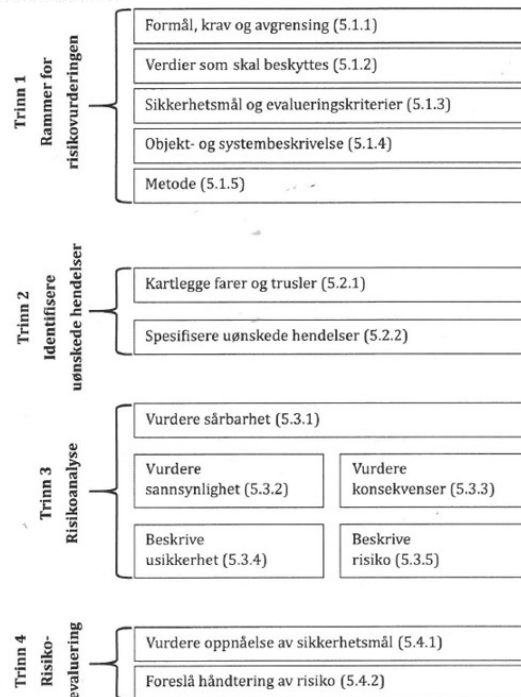 Trinn 1
Rammer for
risikovurderingen
Formål, krav og avgrensing (5.1.1)
Verdier som skal beskyttes (5.1.2)
Sikkerhetsmål og evalueringskriterier (5.1.3)
Objekt- og systembeskrivelse (5.1.4)
Metode (5.1.5)
Trinn 2
Identifisere
uønskede hendelser
Kartlegge farer og trusler (5.2.1)
Spesifisere uønskede hendelser (5.2.2)
Trinn 3
Risikoanalyse
Vurdere sårbarhet (5.3.1)
Vurdere
sannsynlighet (5.3.2)
Vurdere
konsekvenser (5.3.3)
Beskrive
usikkerhet (5.3.4)
Beskrive
risiko (5.3.5)
Trinn 4
Risiko-
evaluering
Vurdere oppnåelse av sikkerhetsmål (5.4.1)
Foreslå håndtering av risiko (5.4.2)